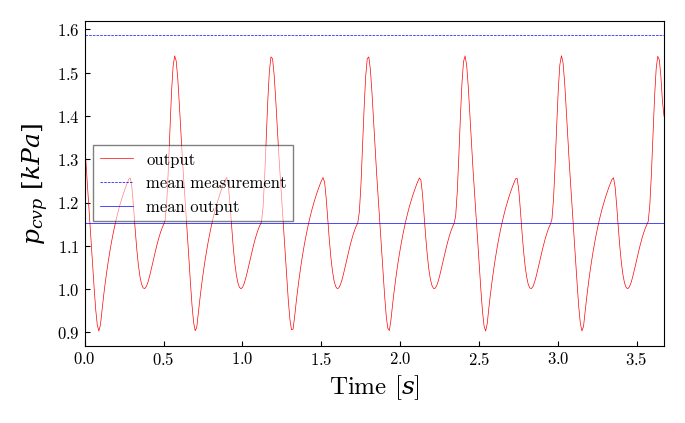 1.6
1.5
1.4
1.3
1.2
1.1
1.0
0.9
p_{cvp} [kPa]
output
mean measurement
mean output
0.0 0.5 1.0 1.5 2.0 2.5 3.0 3.5
Time [s]